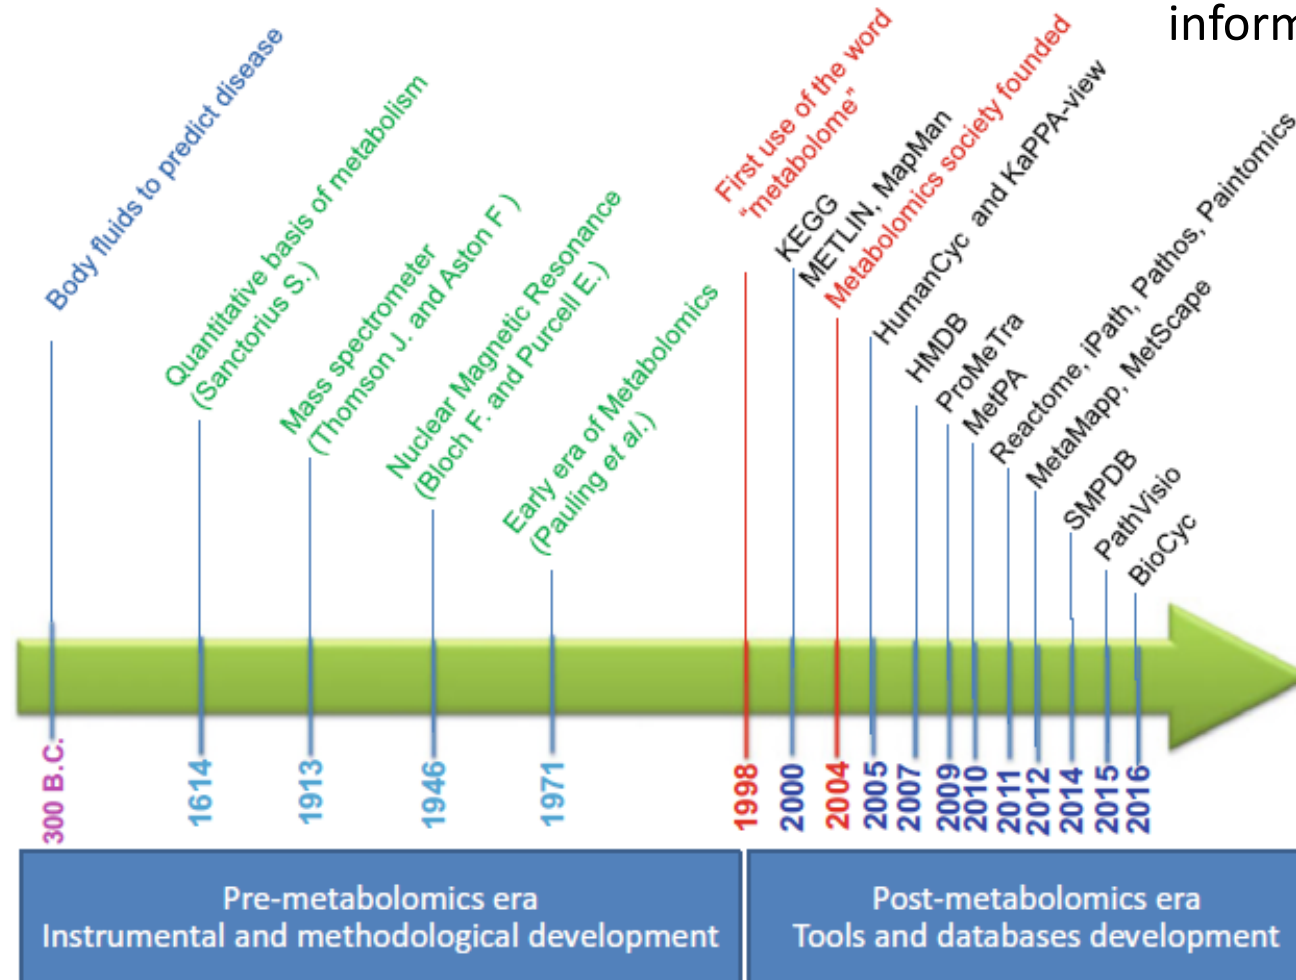 inform
Body fluids to predict disease
Quantitative basis of metabolism
(Sanctorius S.)
Mass spectrometer
(Thomson J. and Aston F )
Nuclear Magnetic Resonance
(Bloch F. and Purcell E.)
Early era of Metabolomics
(Pauling et al.)
First use of the word
“metabolome”
KEGG
METLIN, MapMan
Metabolomics society founded
HumanCyc and KaPPA-view
HMDB
ProMeTra
MetPA
Reactome, iPath, Pathos, Paintomics
MetaMapp, MetScape
SMPDB
PathVisio
BioCyc
300 B.C.
1614
1913
1946
1971
1998
2000
2004
2005
2007
2009
2010
2011
2012
2014
2015
2016
Pre-metabolomics era
Instrumental and methodological development
Post-metabolomics era
Tools and databases development